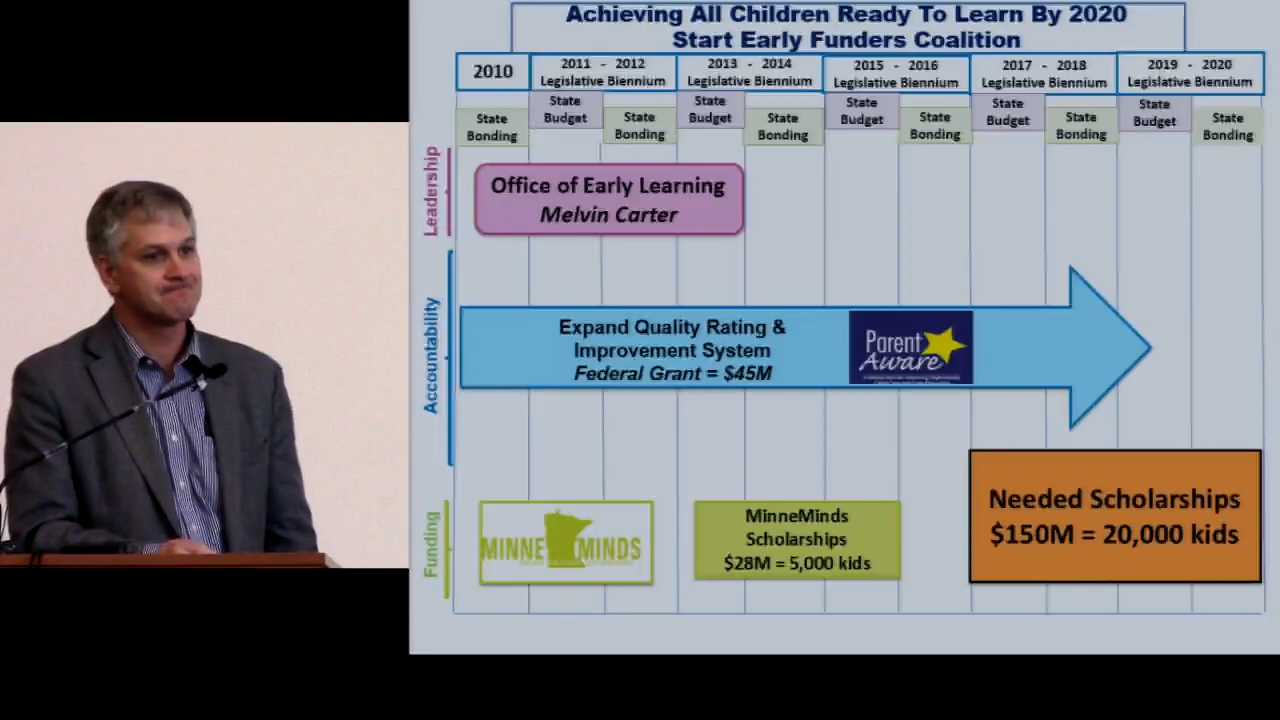 Achieving All Children Ready To Learn By 2020
Start Early Funders Coalition
2010
2011 - 2012
Legislative Biennium
2013 - 2014
Legislative Biennium
2015 - 2016
Legislative Biennium
2017 - 2018
Legislative Biennium
2019 - 2020
Legislative Biennium
State
Bonding
State
Budget
State
Bonding
State
Budget
State
Bonding
State
Budget
State
Bonding
State
Budget
State
Bonding
State
Budget
State
Bonding
Leadership
Office of Early Learning
Melvin Carter
Accountability
Expand Quality Rating &
Improvement System
Federal Grant = $45M
Parent
Aware
Funding
MINNE MINDS
MinneMinds
Scholarships
$28M = 5,000 kids
Needed Scholarships
$150M = 20,000 kids